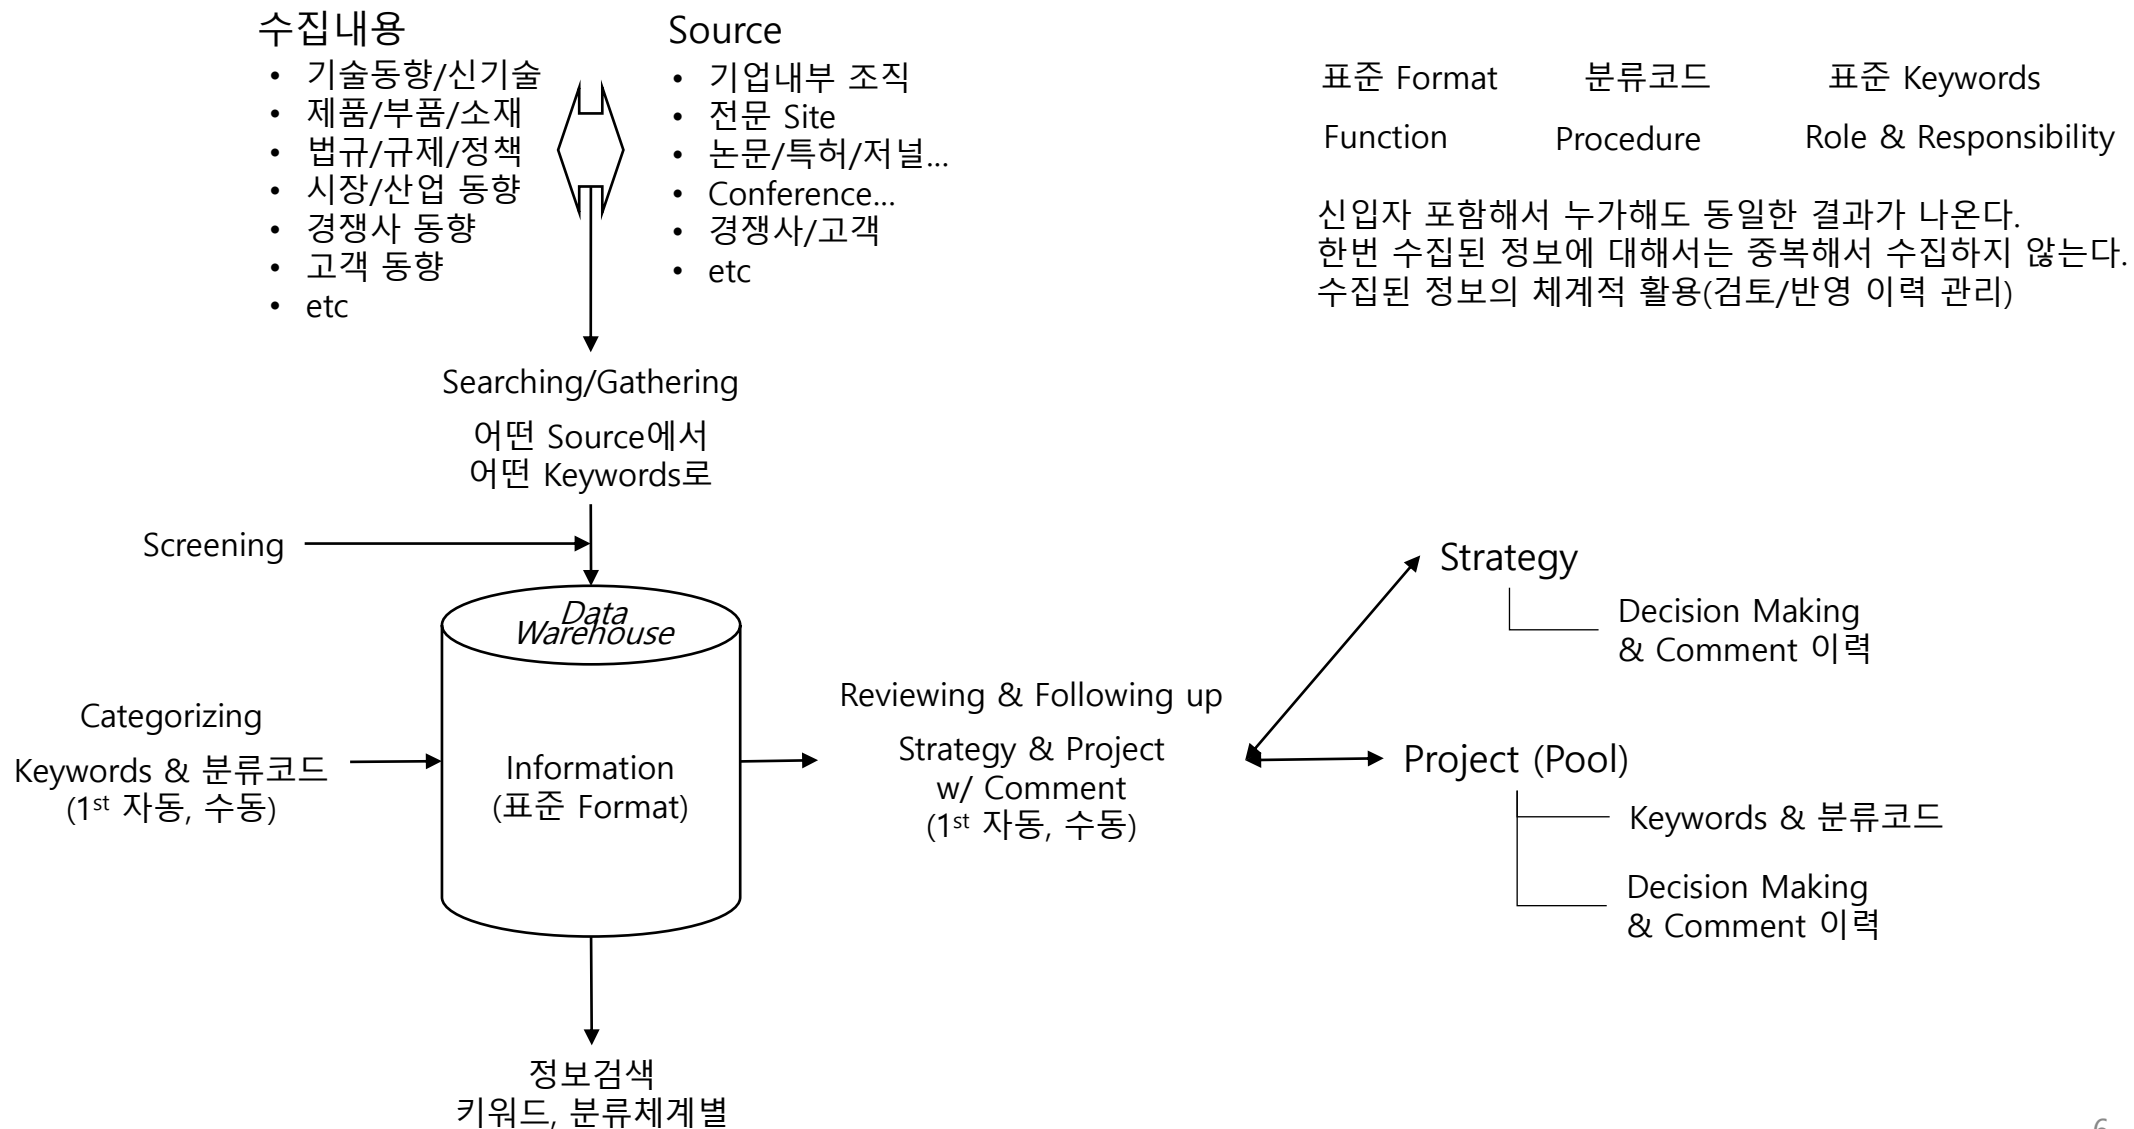 수집내용
• 기술동향/신기술
• 제품/부품/소재
• 법규/규제/정책
• 시장/산업 동향
• 경쟁사 동향
• 고객 동향
• etc
Source
• 기업내부 조직
• 전문 Site
• 논문/특허/저널...
• Conference...
• 경쟁사/고객
• etc
표준 Format 분류코드 표준 Keywords
Function Procedure Role & Responsibility
신입자 포함해서 누가해도 동일한 결과가 나온다.
한번 수집된 정보에 대해서는 중복해서 수집하지 않는다.
수집된 정보의 체계적 활용(검토/반영 이력 관리)
Searching/Gathering
어떤 Source에서
어떤 Keywords로
Screening
Data
Warehouse
Information
(표준 Format)
Categorizing
Keywords & 분류코드
(1st 자동, 수동)
Reviewing & Following up
Strategy & Project
w/ Comment
(1st 자동, 수동)
Strategy
Decision Making
& Comment 이력
Project (Pool)
Keywords & 분류코드
Decision Making
& Comment 이력
정보검색
키워드, 분류체계별